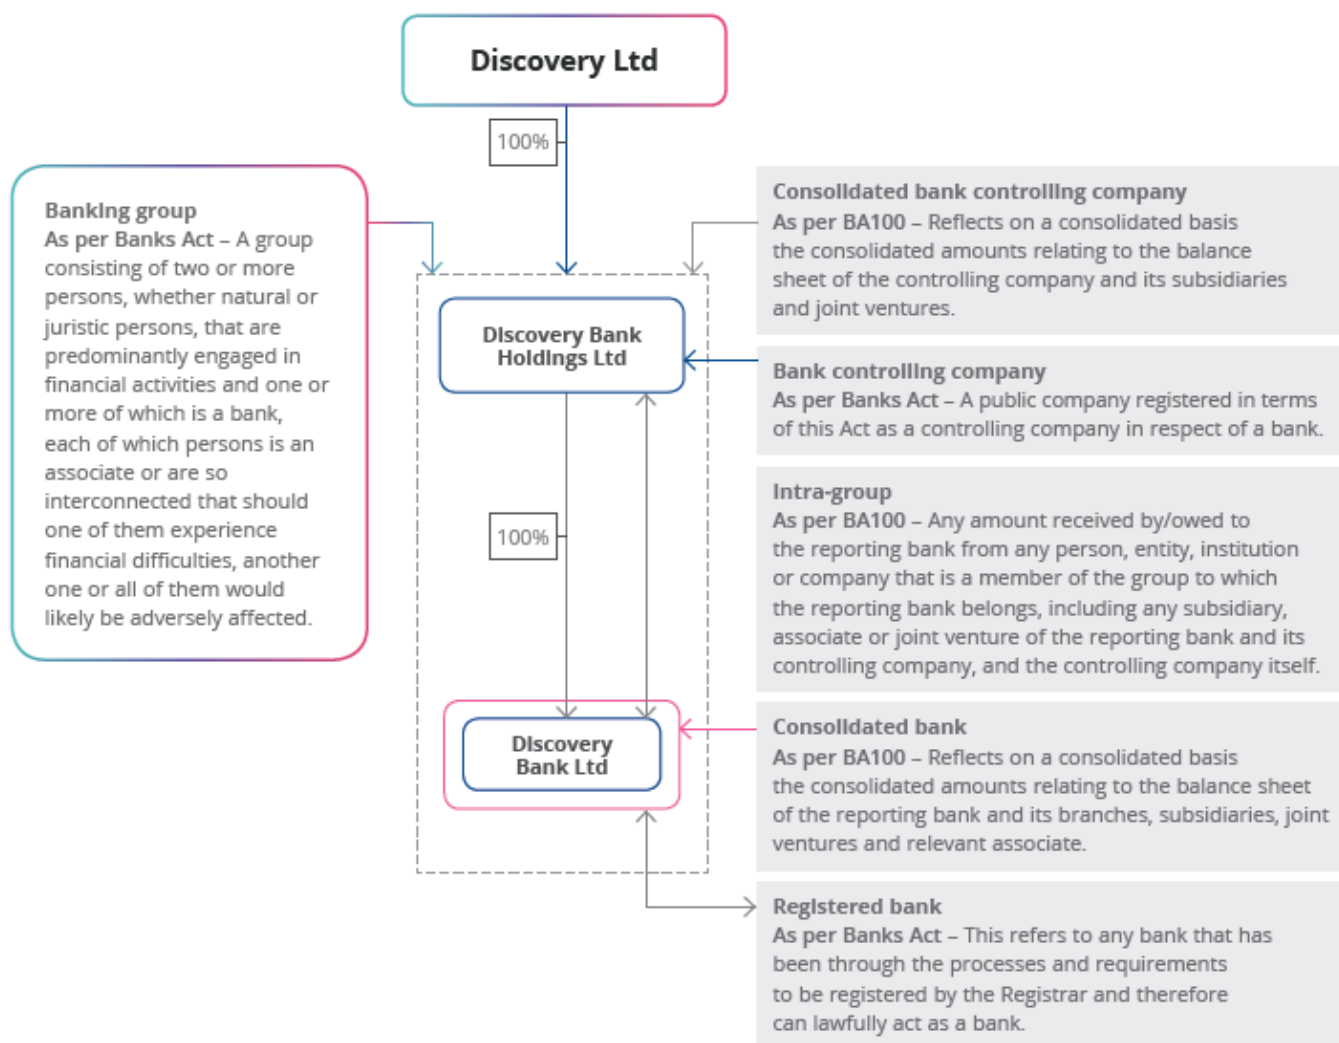 Discovery Ltd
100%
Banking group
As per Banks Act – A group
consisting of two or more
persons, whether natural or
juristic persons, that are
predominantly engaged in
financial activities and one or
more of which is a bank,
each of which persons is an
associate or are so
interconnected that should
one of them experience
financial difficulties, another
one or all of them would
likely be adversely affected.
Discovery Bank
Holdings Ltd
100%
Discovery
Bank Ltd
Consolidated bank controlling company
As per BA100 – Reflects on a consolidated basis
the consolidated amounts relating to the balance
sheet of the controlling company and its subsidiaries
and joint ventures.
Bank controlling company
As per Banks Act – A public company registered in terms
of this Act as a controlling company in respect of a bank.
Intra-group
As per BA100 – Any amount received by/owed to
the reporting bank from any person, entity, institution
or company that is a member of the group to which
the reporting bank belongs, including any subsidiary,
associate or joint venture of the reporting bank and its
controlling company, and the controlling company itself.
Consolidated bank
As per BA100 – Reflects on a consolidated basis
the consolidated amounts relating to the balance sheet
of the reporting bank and its branches, subsidiaries, joint
ventures and relevant associate.
Registered bank
As per Banks Act – This refers to any bank that has
been through the processes and requirements
to be registered by the Registrar and therefore
can lawfully act as a bank.